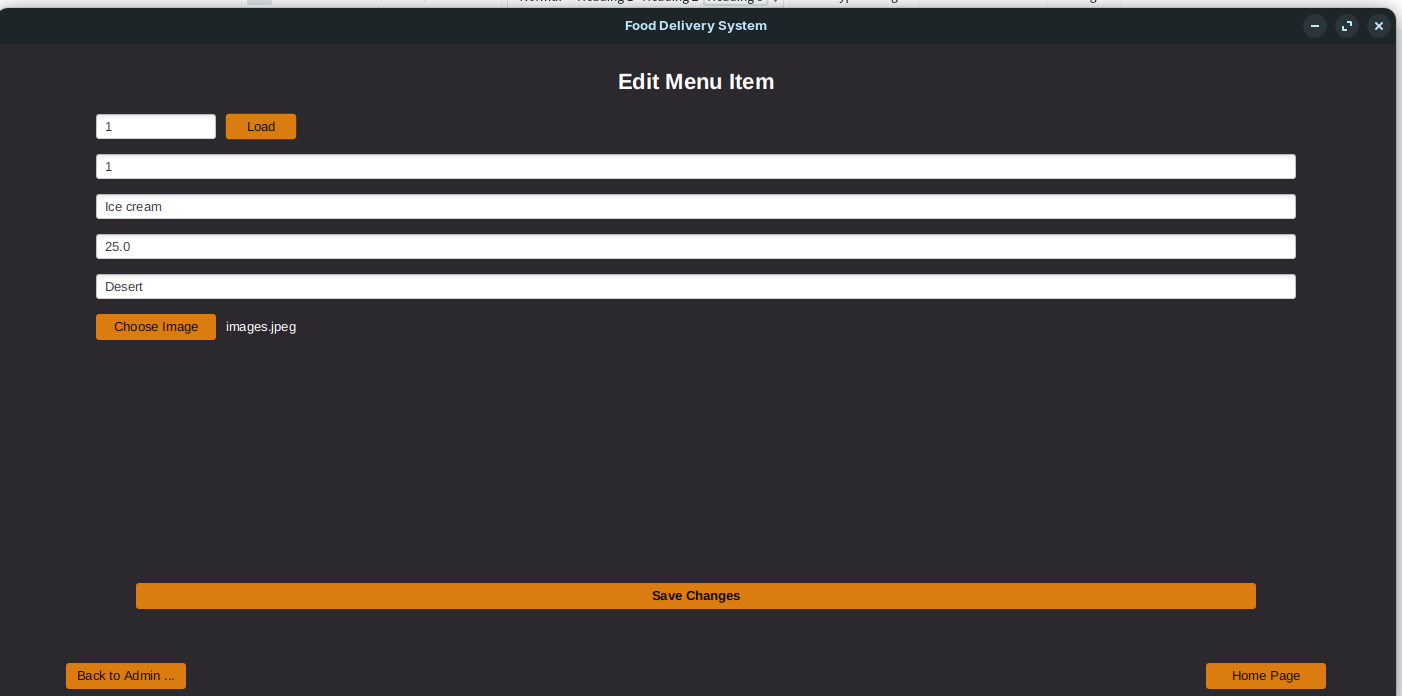 Food Delivery System
Edit Menu Item
1 Load
1
Ice cream
25.0
Desert
Choose Image images.jpeg
Save Changes
Back to Admin ... Home Page